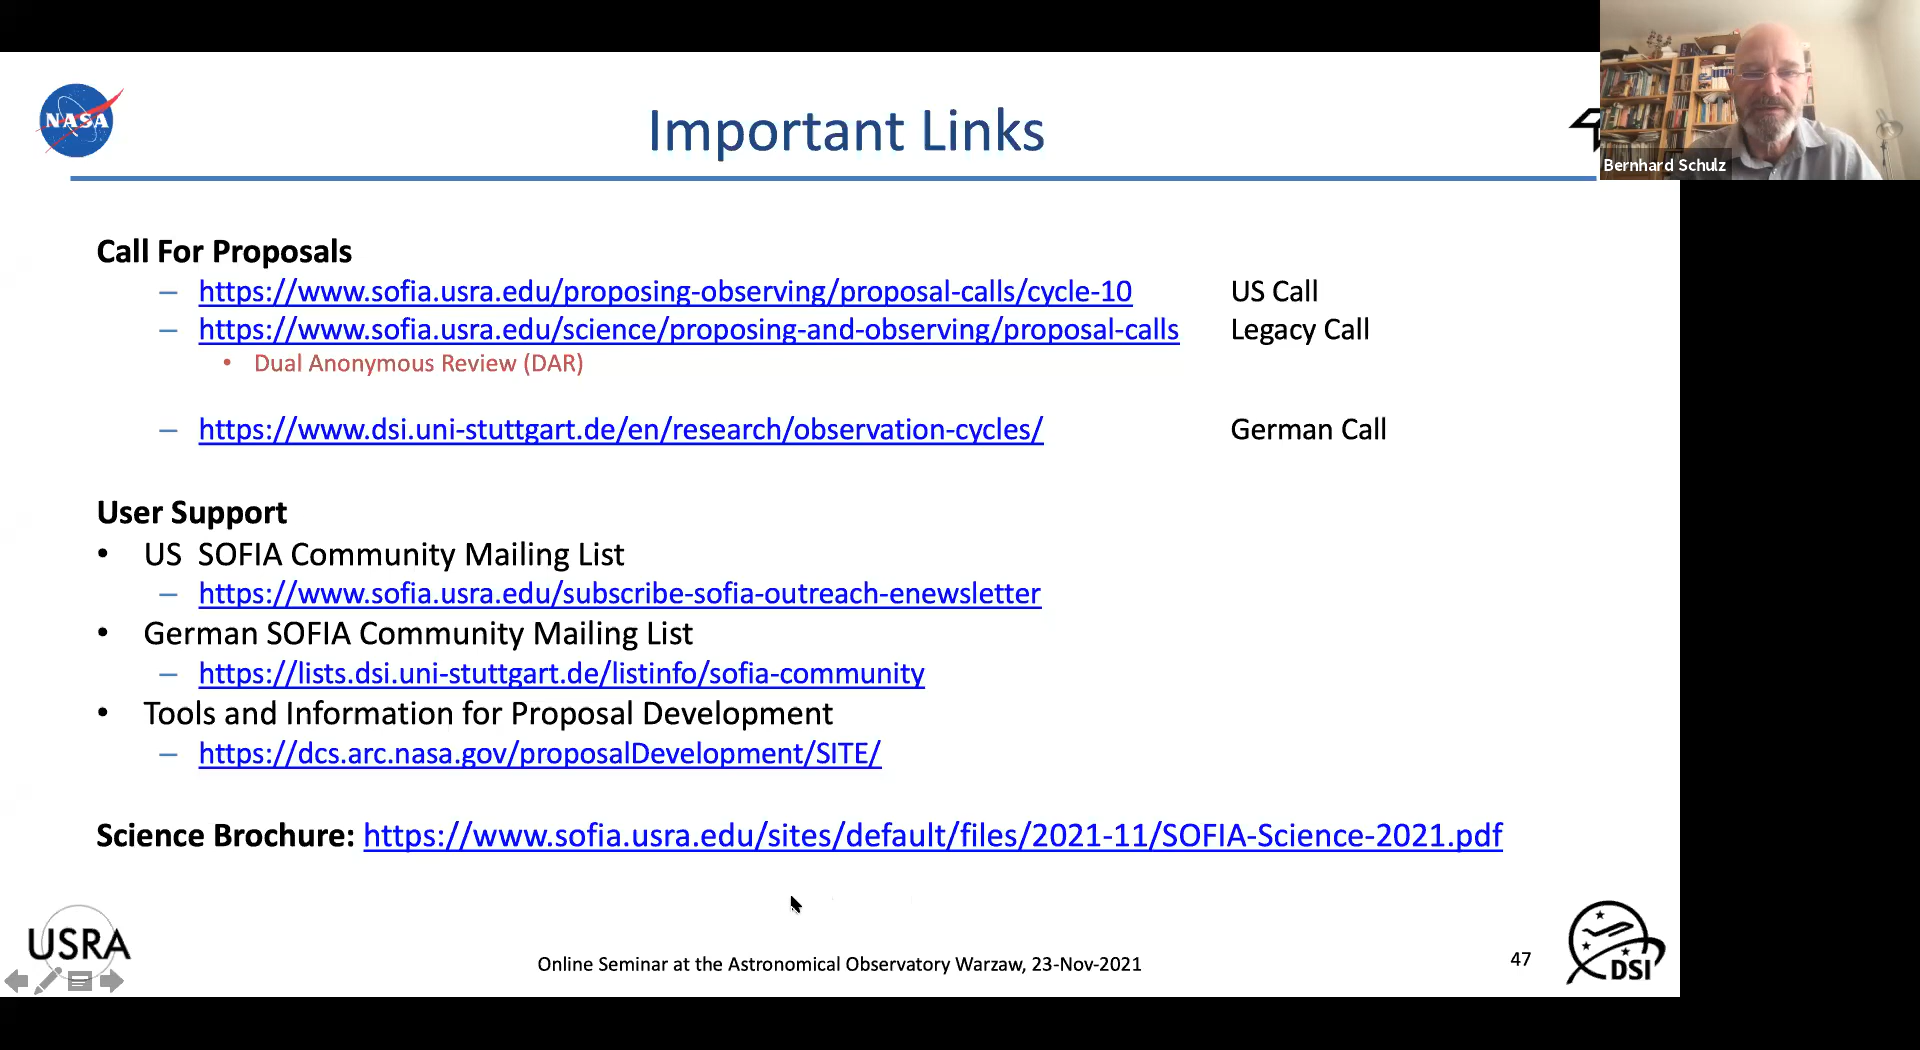 NASA
Important Links
Bernhard Schulz
Call For Proposals
– https://www.sofia.usra.edu/proposing-observing/proposal-calls/cycle-10 US Call
– https://www.sofia.usra.edu/science/proposing-and-observing/proposal-calls Legacy Call
• Dual Anonymous Review (DAR)
– https://www.dsi.uni-stuttgart.de/en/research/observation-cycles/ German Call
User Support
• US  SOFIA Community Mailing List
– https://www.sofia.usra.edu/subscribe-sofia-outreach-enewsletter
• German SOFIA Community Mailing List
– https://lists.dsi.uni-stuttgart.de/listinfo/sofia-community
• Tools and Information for Proposal Development
– https://dcs.arc.nasa.gov/proposalDevelopment/SITE/
Science Brochure: https://www.sofia.usra.edu/sites/default/files/2021-11/SOFIA-Science-2021.pdf
USRA
Online Seminar at the Astronomical Observatory Warzaw, 23-Nov-2021
47
DSI